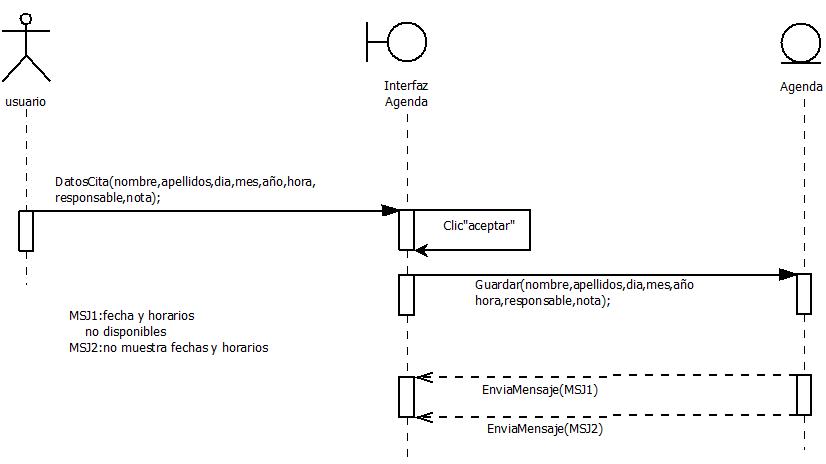 usuario
Interfaz
Agenda
Agenda
DatosCita(nombre,apellidos,dia,mes,año,hora,
responsable,nota);
Clic"aceptar"
Guardar(nombre,apellidos,dia,mes,año
hora,responsable,nota);
MSJ1:fecha y horarios
no disponibles
MSJ2:no muestra fechas y horarios
EnviaMensaje(MSJ1)
EnviaMensaje(MSJ2)